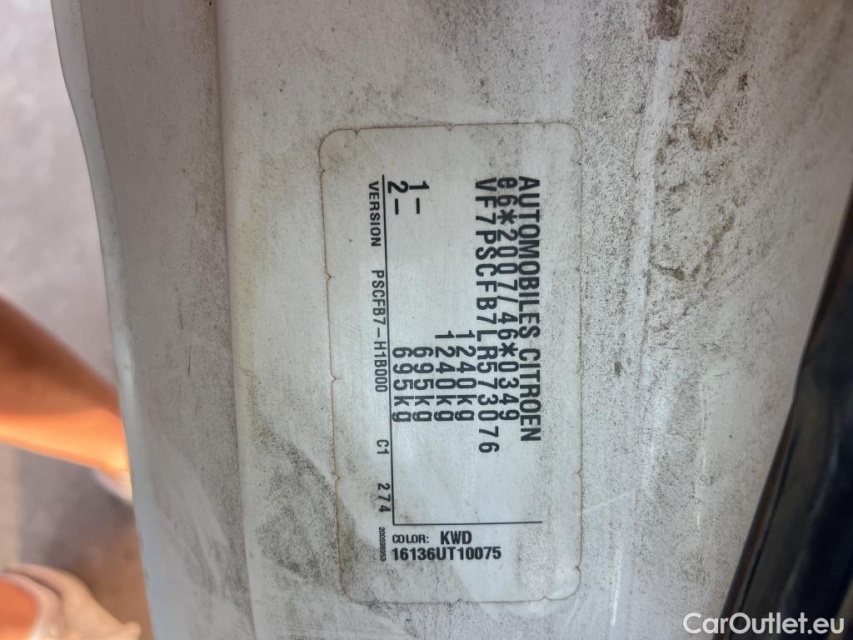 AUTOMOBILES CITROEN
e6*2007/46*0349
VF7PSCFB7LR573076
1240kg
1240kg
1- 695kg
2- 695kg
VERSION PSCFB7-H1B000 C1 274
COLOR: KWD
16136UT10075
CarOutlet.eu